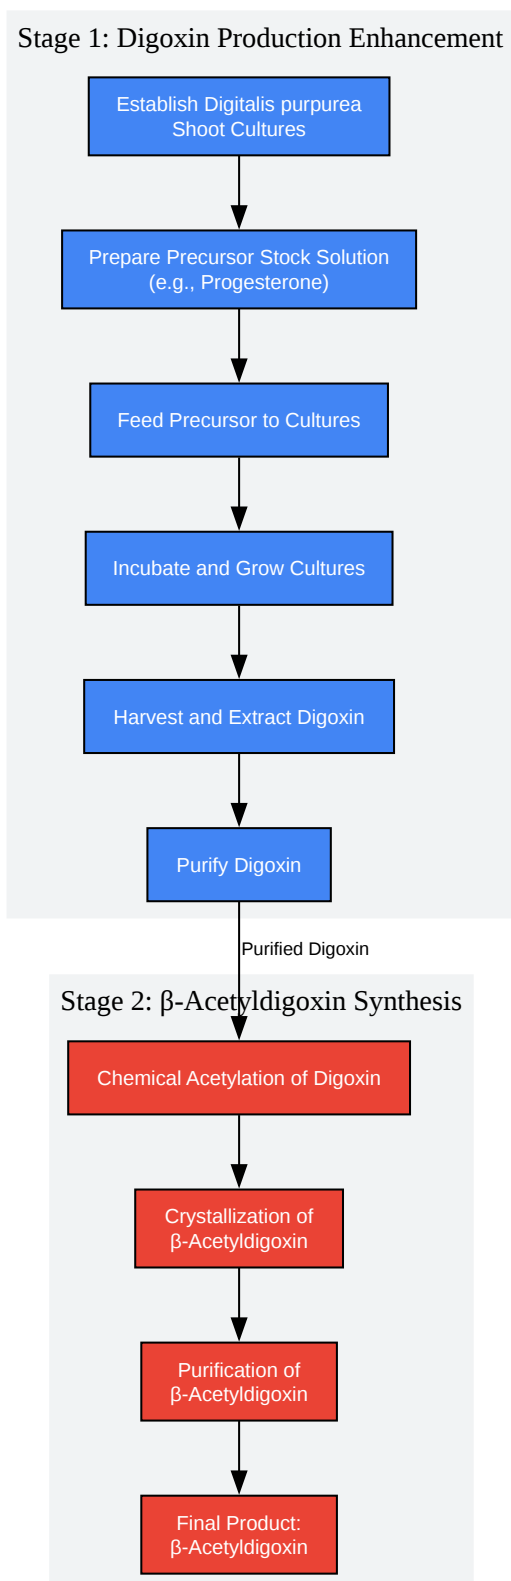 Stage 1: Digoxin Production Enhancement
Establish Digitalis purpurea
Shoot Cultures
Prepare Precursor Stock Solution
(e.g., Progesterone)
Feed Precursor to Cultures
Incubate and Grow Cultures
Harvest and Extract Digoxin
Purify Digoxin
Purified Digoxin
Stage 2: β-Acetyldigoxin Synthesis
Chemical Acetylation of Digoxin
Crystallization of
β-Acetyldigoxin
Purification of
β-Acetyldigoxin
Final Product:
β-Acetyldigoxin